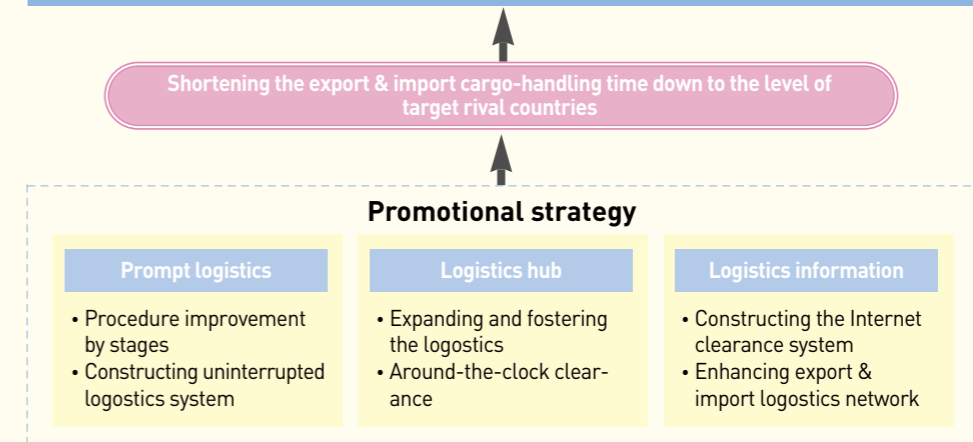 Shortening the export & import cargo-handling time down to the level of
target rival countries
Promotional strategy
Prompt logistics
• Procedure improvement
by stages
• Constructing uninterrupted
logostics system
Logistics hub
• Expanding and fostering
the logostics
• Around-the-clock clear-
ance
Logistics information
• Constructing the Internet
clearance system
• Enhancing export &
import logostics network